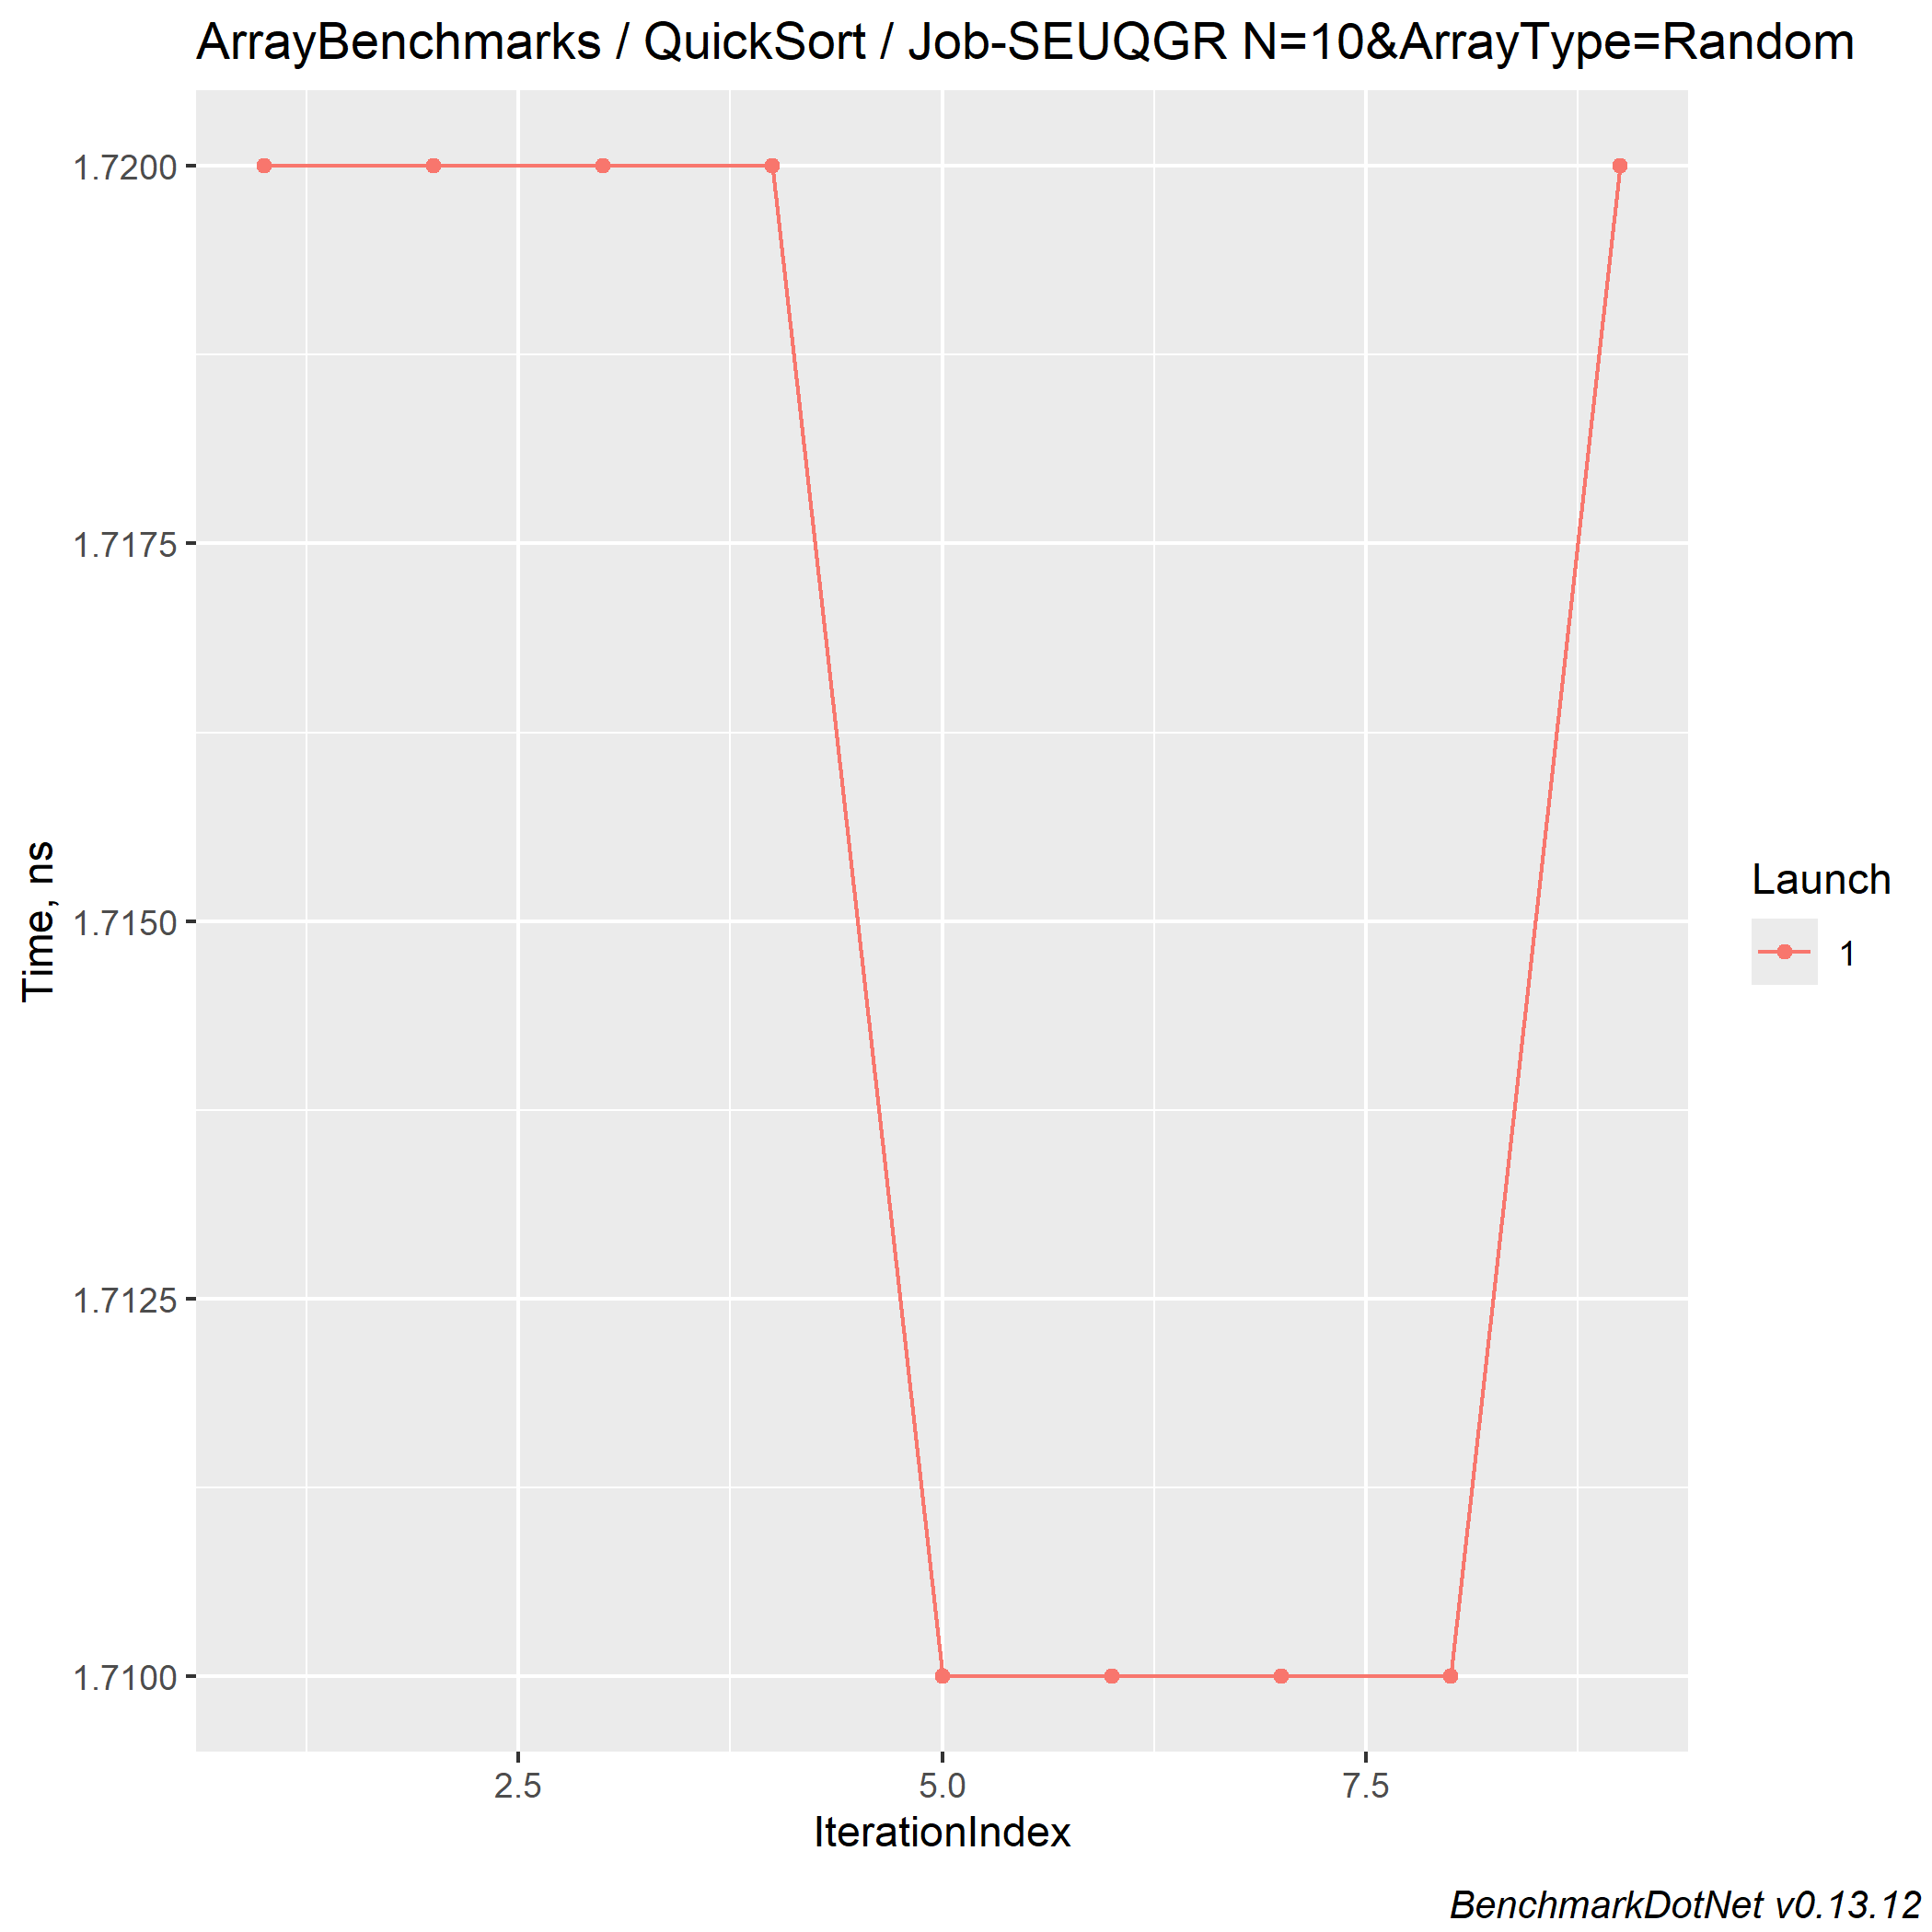 ArrayBenchmarks / QuickSort / Job-SEUQGR N=10&ArrayType=Random
1.7200
1.7175
1.7150
1.7125
1.7100
Time, ns
2.5 5.0 7.5
IterationIndex
Launch
1
BenchmarkDotNet v0.13.12